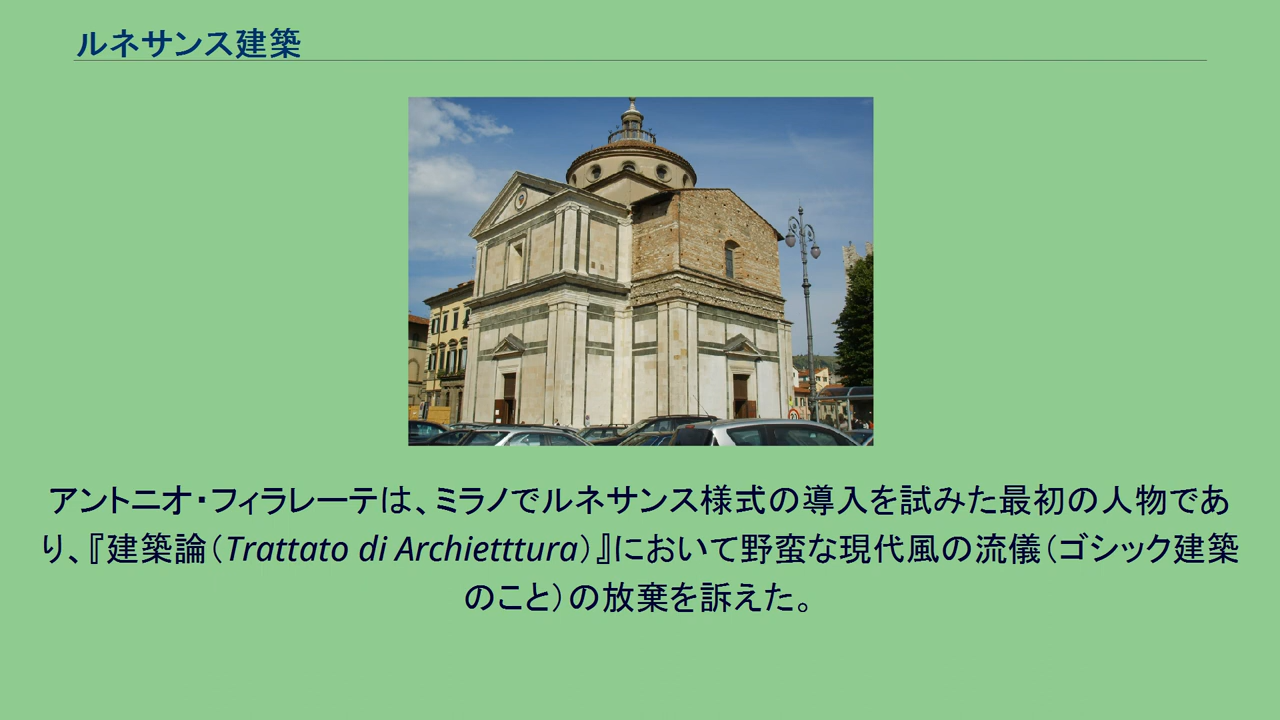 ルネサンス建築
アントニオ・フィラレーテは、ミラノでルネサンス様式の導入を試みた最初の人物であ
り、『建築論（Trattato di Archietttura）』において野蛮な現代風の流儀（ゴシック建築
のこと）の放棄を訴えた。